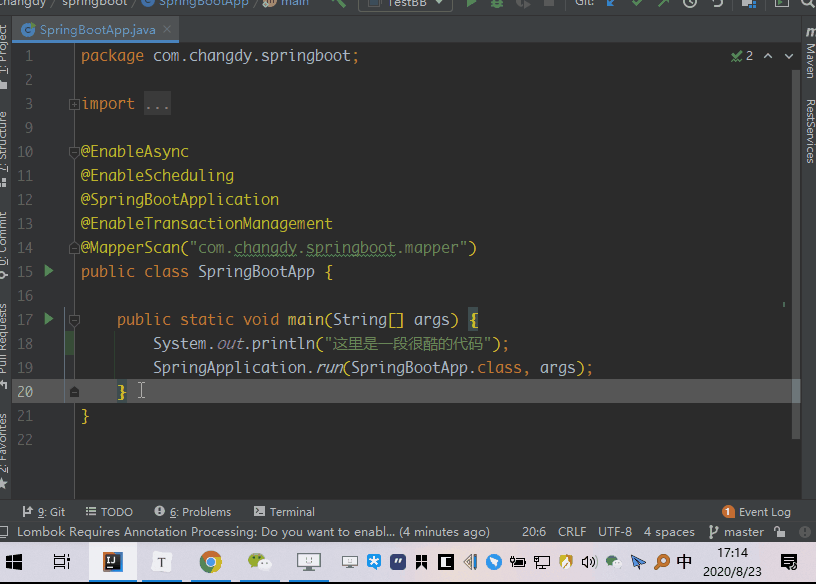 changdy springboot SpringBootApp main TestBB Git:
SpringBootApp.java
1: Project
7: Structure
0: Commit
Pull Requests
2: Favorites
1 package com.changdy.springboot;
2
3 import ...
9
10 @EnableAsync
11 @EnableScheduling
12 @SpringBootApplication
13 @EnableTransactionManagement
14 @MapperScan("com.changdy.springboot.mapper")
15 public class SpringBootApp {
16
17 public static void main(String[] args) {
18 System.out.println("这里是一段很酷的代码");
19 SpringApplication.run(SpringBootApp.class, args);
20 }
21 }
22
2
m Maven
RestServices
9: Git TODO 6: Problems Terminal 1 Event Log
Lombok Requires Annotation Processing: Do you want to enabl... (4 minutes ago) 20:6 CRLF UTF-8 4 spaces master
IJ T 中 17:14
2020/8/23